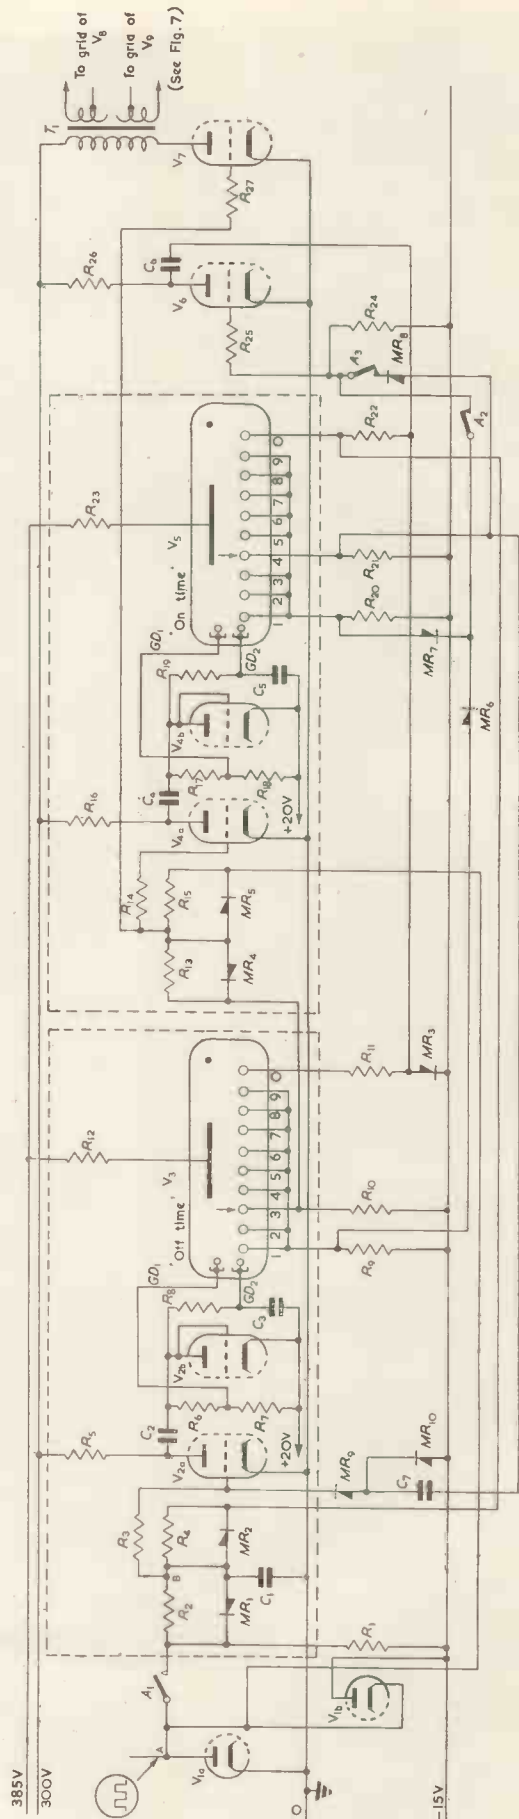 385V
300V
A
A₁
V₁ₐ
V₁b
0
-15V
R₁
R₂
R₃
R₄
B
MR₁
MR₂
C₁
V₂ₐ
R₅
C₂
R₆
R₇
+20V
V₂b
R₈
C₃
GD₁
GD₂
'Off time'
V₃
R₁₂
1 2 3 4 5 6 7 8 9 O
MR₉
C₇
MR₁₀
R₉
R₁₀
R₁₁
MR₃
R₁₃
R₁₄
R₁₅
MR₄
MR₅
V₄ₐ
R₁₆
C₄
R₁₇
R₁₈
+20V
V₄b
R₁₉
C₅
GD₁
GD₂
'On time'
V₅
R₂₃
1 2 3 4 5 6 7 8 9 O
R₂₀
R₂₁
R₂₂
MR₇
MR₆
A₂
A₃
MR₈
R₂₄
R₂₅
V₆
C₆
R₂₆
R₂₇
V₇
T₁
To grid of
V₈
To grid of
V₉
(See Fig. 7)